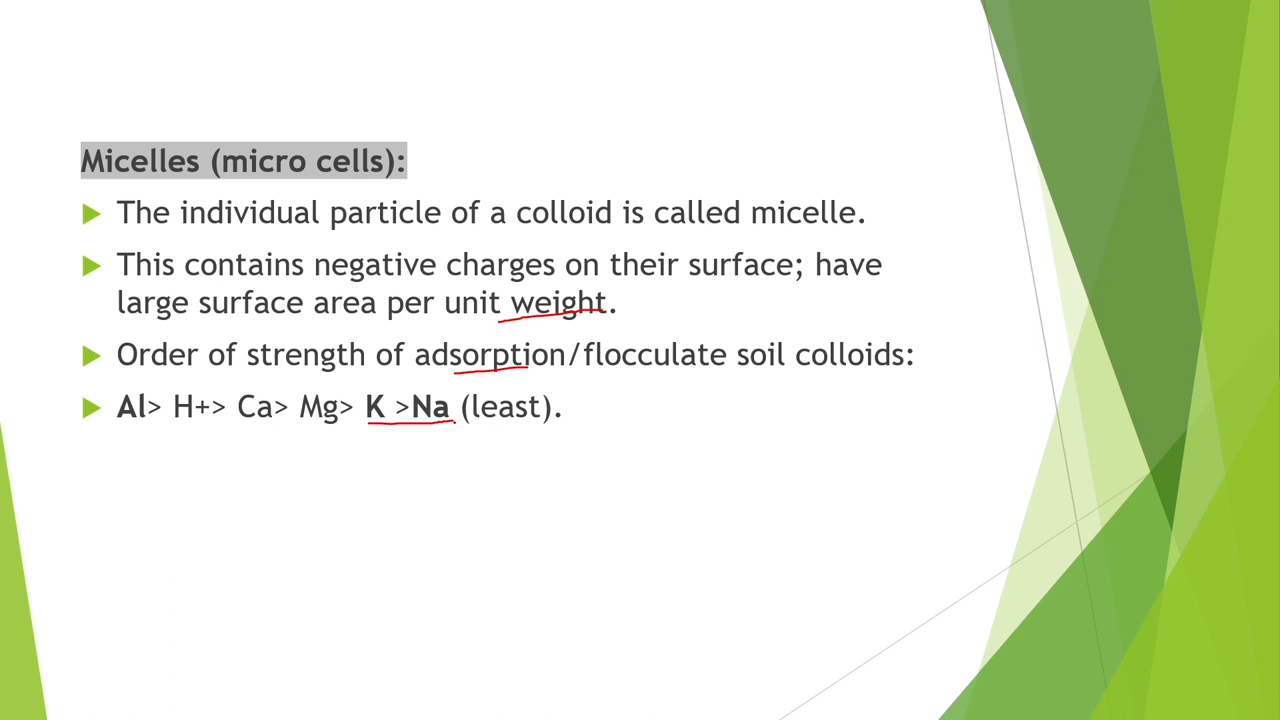 Micelles (micro cells):
The individual particle of a colloid is called micelle.
This contains negative charges on their surface; have
large surface area per unit weight.
Order of strength of adsorption/flocculate soil colloids:
Al> H+> Ca> Mg> K >Na (least).